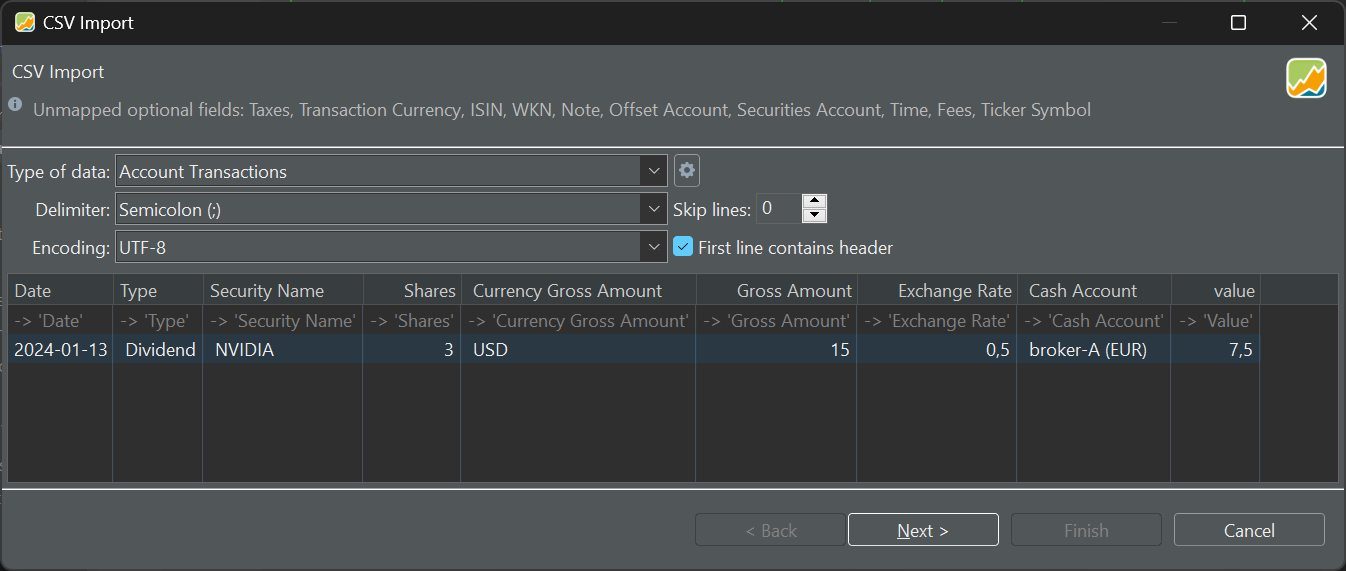 CSV Import
CSV Import
Unmapped optional fields: Taxes, Transaction Currency, ISIN, WKN, Note, Offset Account, Securities Account, Time, Fees, Ticker Symbol
Type of data: Account Transactions
Delimiter: Semicolon (;) Skip lines: 0
Encoding: UTF-8 First line contains header
Date Type Security Name Shares Currency Gross Amount Gross Amount Exchange Rate Cash Account value
-> 'Date' -> 'Type' -> 'Security Name' -> 'Shares' -> 'Currency Gross Amount' -> 'Gross Amount' -> 'Exchange Rate' -> 'Cash Account' -> 'Value'
2024-01-13 Dividend NVIDIA 3 USD 15 0,5 broker-A (EUR) 7,5
< Back Next > Finish Cancel